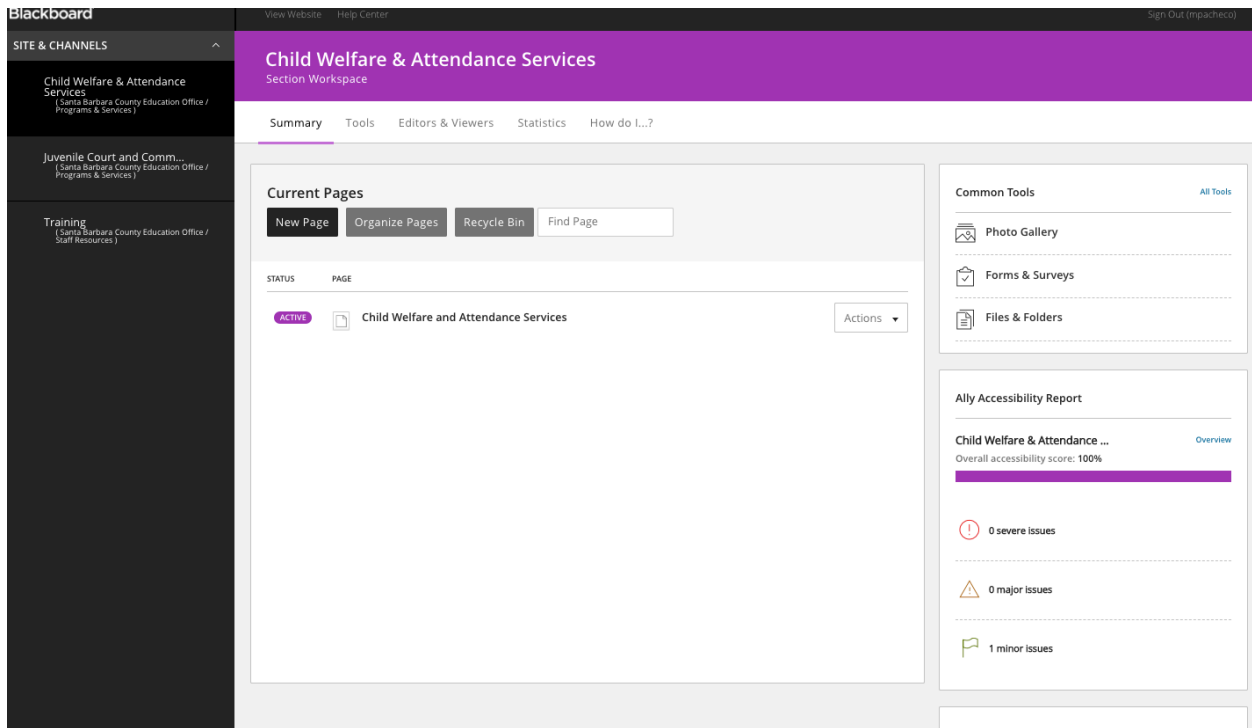 Blackboard
View Website Help Center Sign Out (mpacheco)
SITE & CHANNELS
Child Welfare & Attendance
Services
( Santa Barbara County Education Office /
Programs & Services )
Juvenile Court and Comm...
( Santa Barbara County Education Office /
Programs & Services )
Training
( Santa Barbara County Education Office /
Staff Resources )
Child Welfare & Attendance Services
Section Workspace
Summary Tools Editors & Viewers Statistics How do I...?
Current Pages
New Page Organize Pages Recycle Bin Find Page
STATUS PAGE
ACTIVE Child Welfare and Attendance Services Actions
Common Tools All Tools
Photo Gallery
Forms & Surveys
Files & Folders
Ally Accessibility Report
Child Welfare & Attendance ... Overview
Overall accessibility score: 100%
0 severe issues
0 major issues
1 minor issues